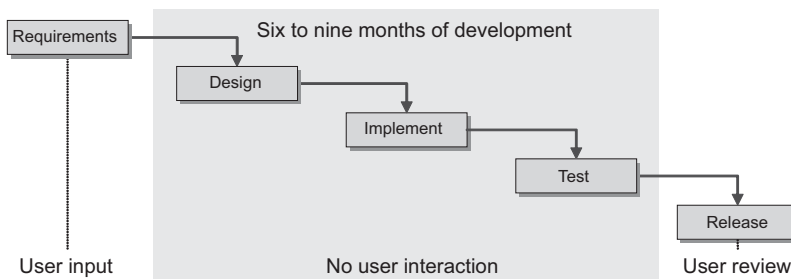 Six to nine months of development
Requirements
Design
Implement
Test
Release
User input
No user interaction
User review